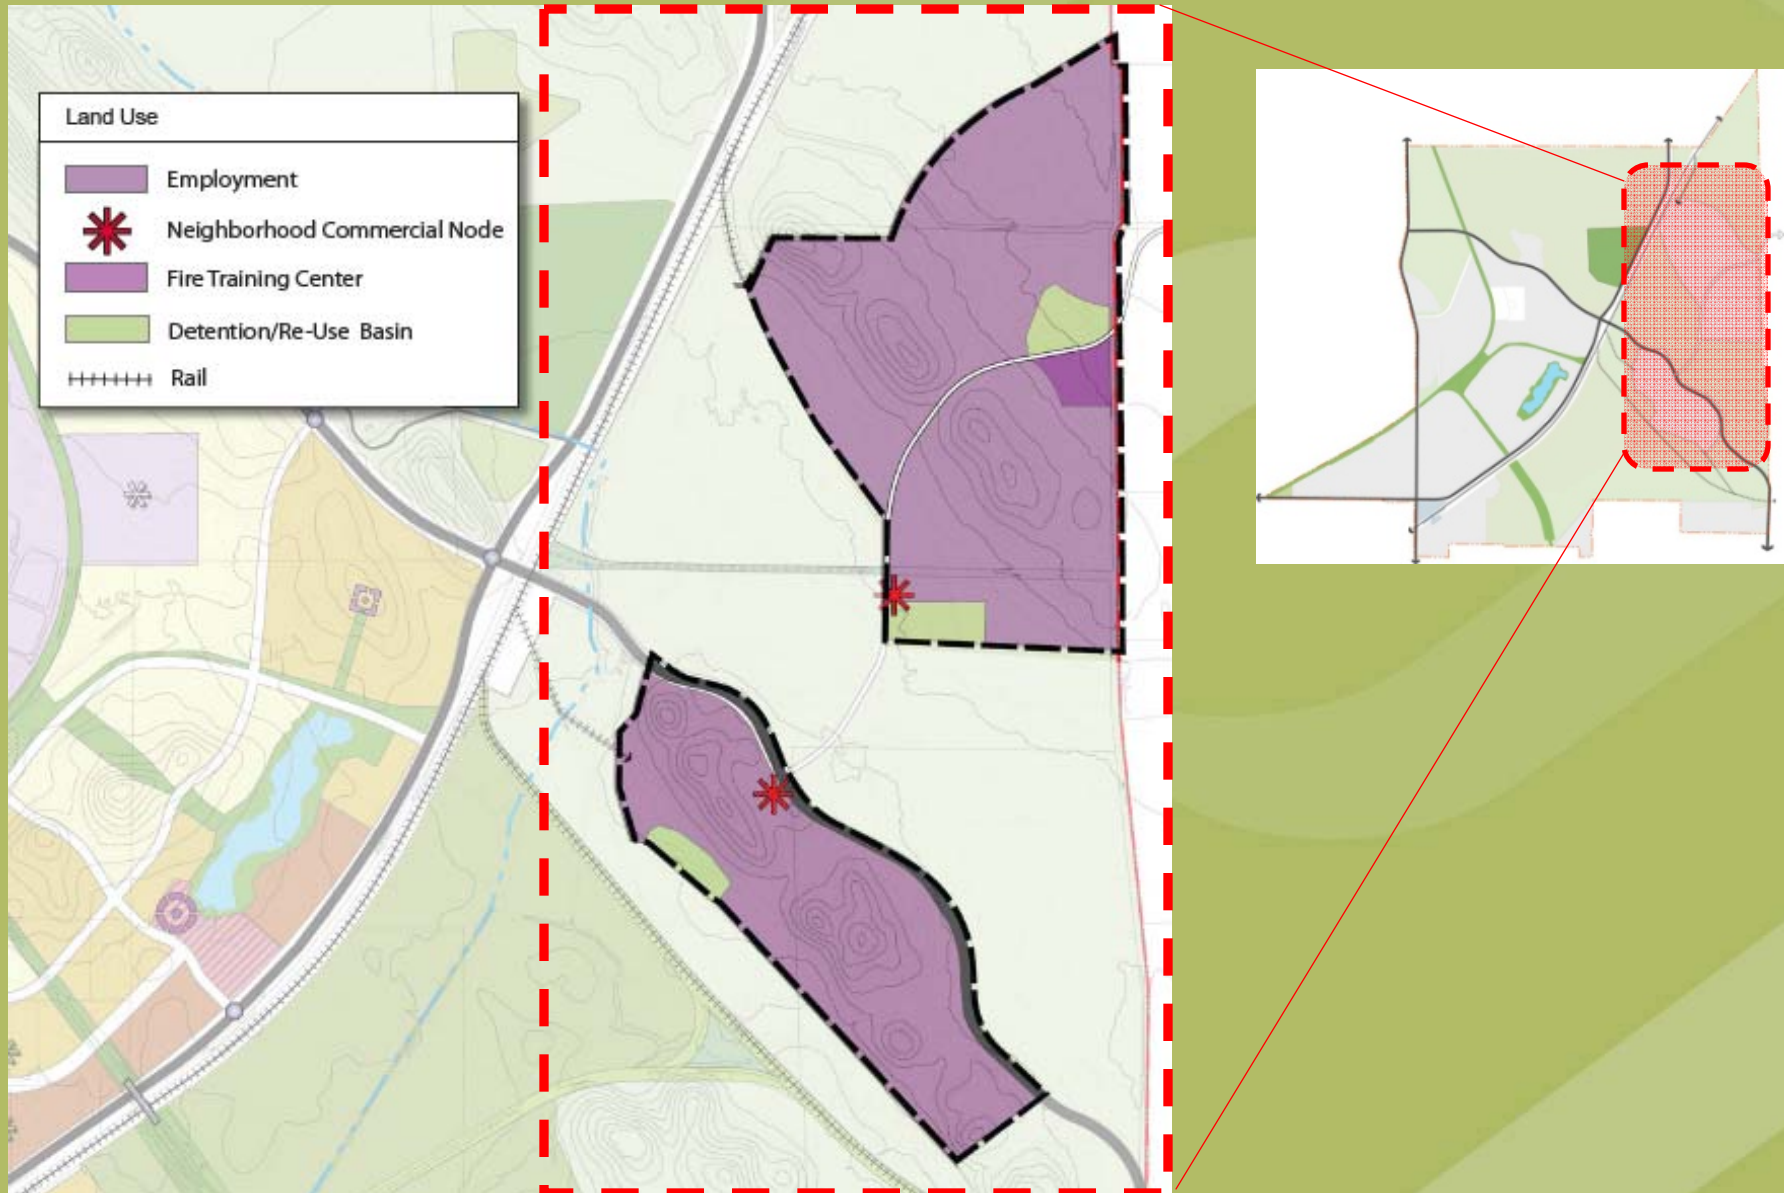 Land Use
Employment
Neighborhood Commercial Node
Fire Training Center
Detention/Re-Use Basin
Rail